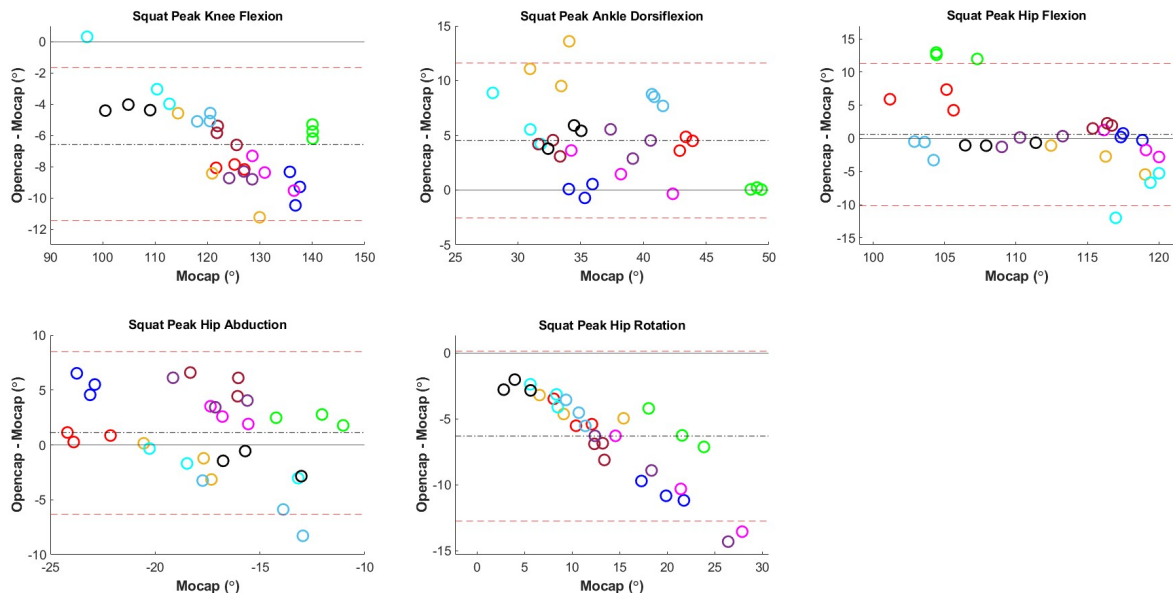 Squat Peak Knee Flexion
0
-2
-4
-6
-8
-10
-12
Opencap - Mocap (°)
90 100 110 120 130 140 150
Mocap (°)
Squat Peak Ankle Dorsiflexion
15
10
5
0
-5
Opencap - Mocap (°)
25 30 35 40 45 50
Mocap (°)
Squat Peak Hip Flexion
15
10
5
0
-5
-10
-15
Opencap - Mocap (°)
100 105 110 115 120
Mocap (°)
Squat Peak Hip Abduction
10
5
0
-5
-10
Opencap - Mocap (°)
-25 -20 -15 -10
Mocap (°)
Squat Peak Hip Rotation
0
-5
-10
-15
Opencap - Mocap (°)
0 5 10 15 20 25 30
Mocap (°)